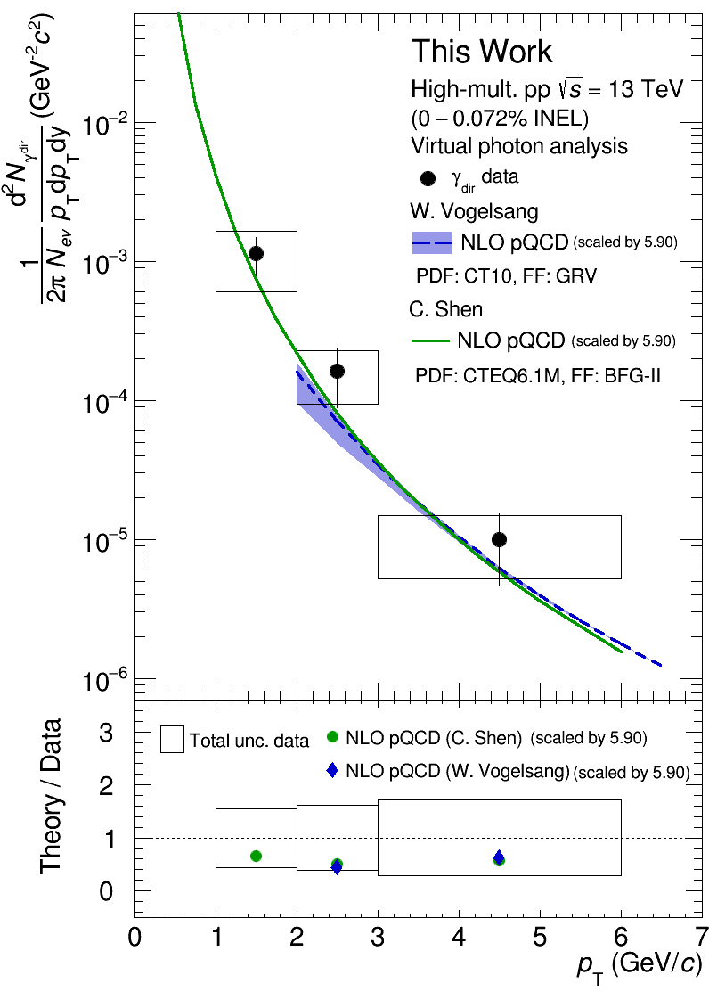 This Work
High-mult. pp √s = 13 TeV
(0 – 0.072% INEL)
Virtual photon analysis
γdir data
W. Vogelsang
NLO pQCD (scaled by 5.90)
PDF: CT10, FF: GRV
C. Shen
NLO pQCD (scaled by 5.90)
PDF: CTEQ6.1M, FF: BFG-II
1/(2π Nev) d²Nγdir/(pT dpT dy) (GeV⁻²c²)
10⁻²
10⁻³
10⁻⁴
10⁻⁵
10⁻⁶
Theory / Data
3
2
1
0
Total unc. data
NLO pQCD (C. Shen) (scaled by 5.90)
NLO pQCD (W. Vogelsang) (scaled by 5.90)
0 1 2 3 4 5 6 7
pT (GeV/c)